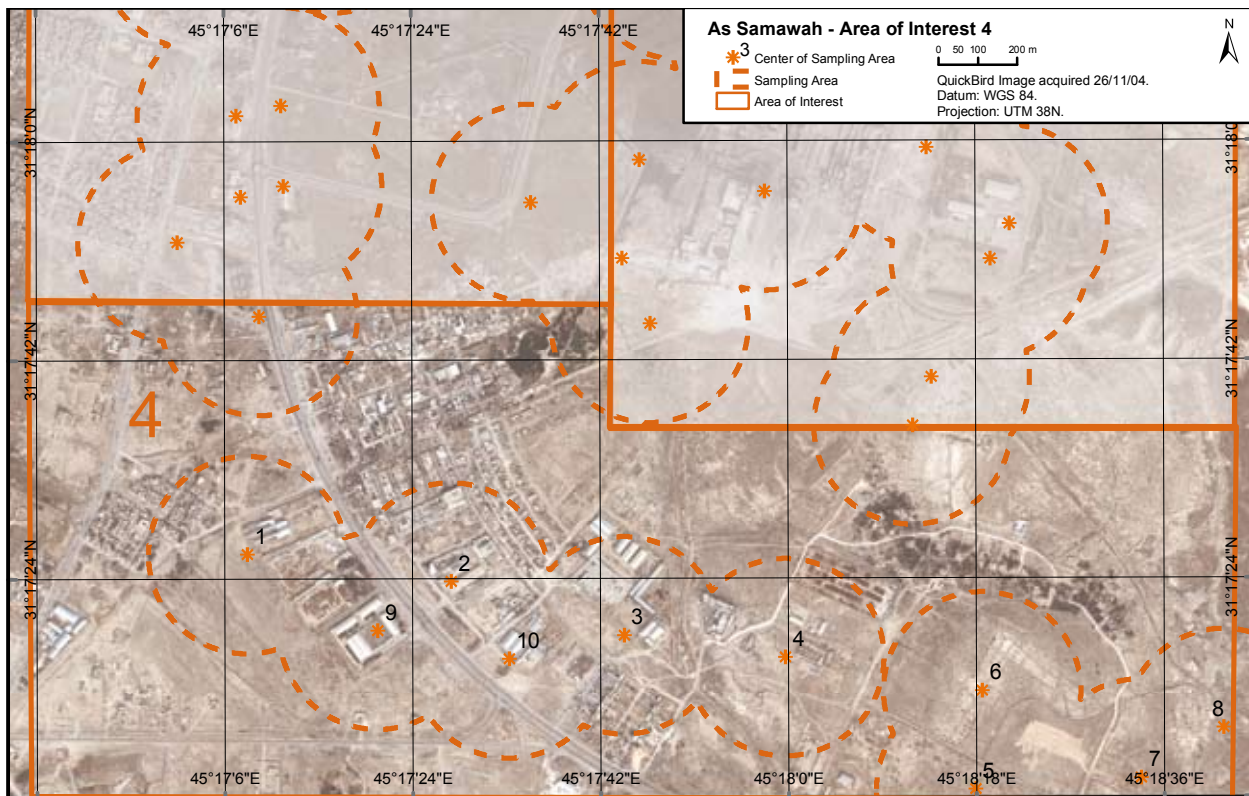 As Samawah - Area of Interest 4
N
3
Center of Sampling Area
Sampling Area
Area of Interest
0 50 100 200 m
QuickBird Image acquired 26/11/04.
Datum: WGS 84.
Projection: UTM 38N.
45°17'6"E 45°17'24"E 45°17'42"E
31°18'0"N 31°18'0"N
31°17'42"N 31°17'42"N
4
1
2
31°17'24"N 31°17'24"N
9
3
10
4
6
8
7
5
45°17'6"E 45°17'24"E 45°17'42"E 45°18'0"E 45°18'18"E 45°18'36"E